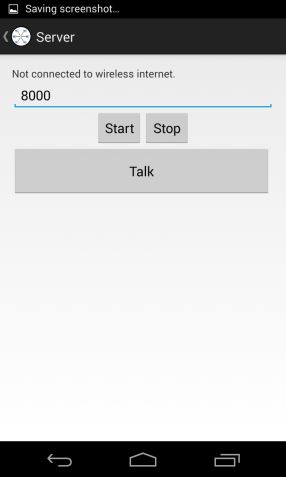 Saving screenshot...
Server
Not connected to wireless internet.
8000
Start Stop
Talk